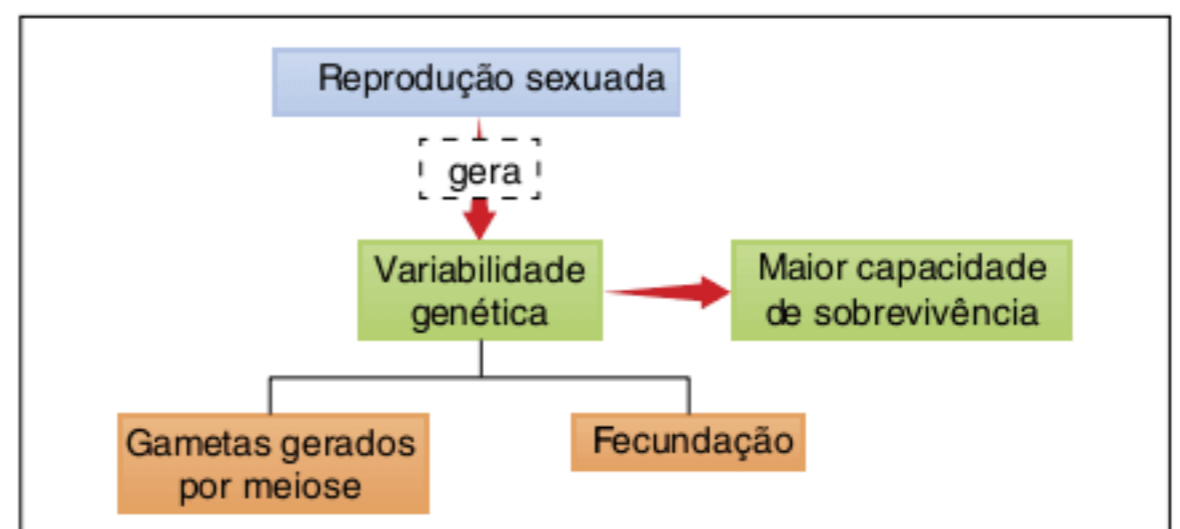 Reprodução sexuada
gera
Variabilidade
genética
Maior capacidade
de sobrevivência
Gametas gerados
por meiose
Fecundação